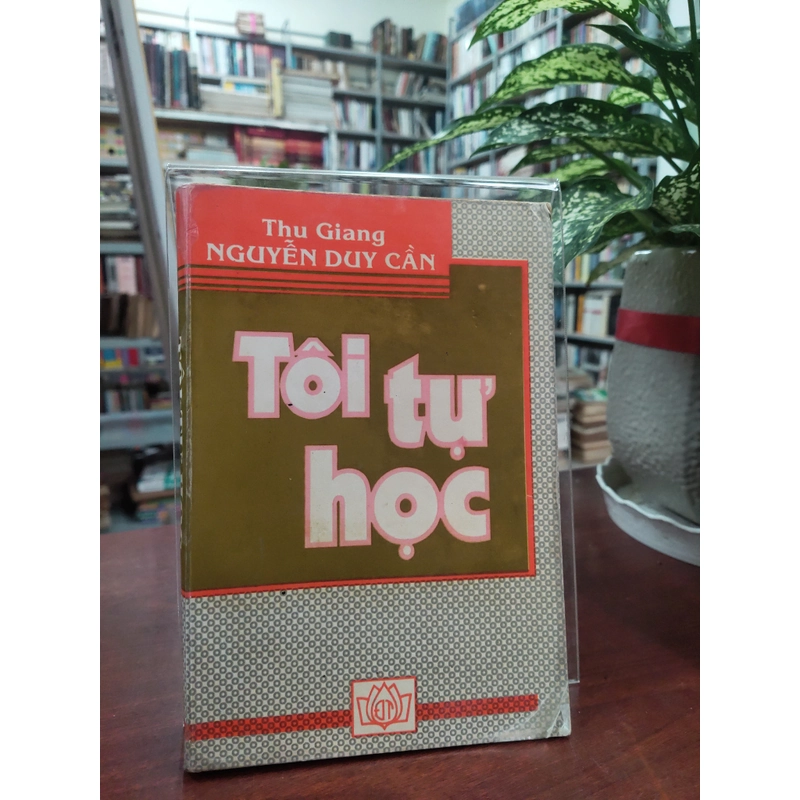 Thu Giang
NGUYỄN DUY CẦN
Tôi tự
học